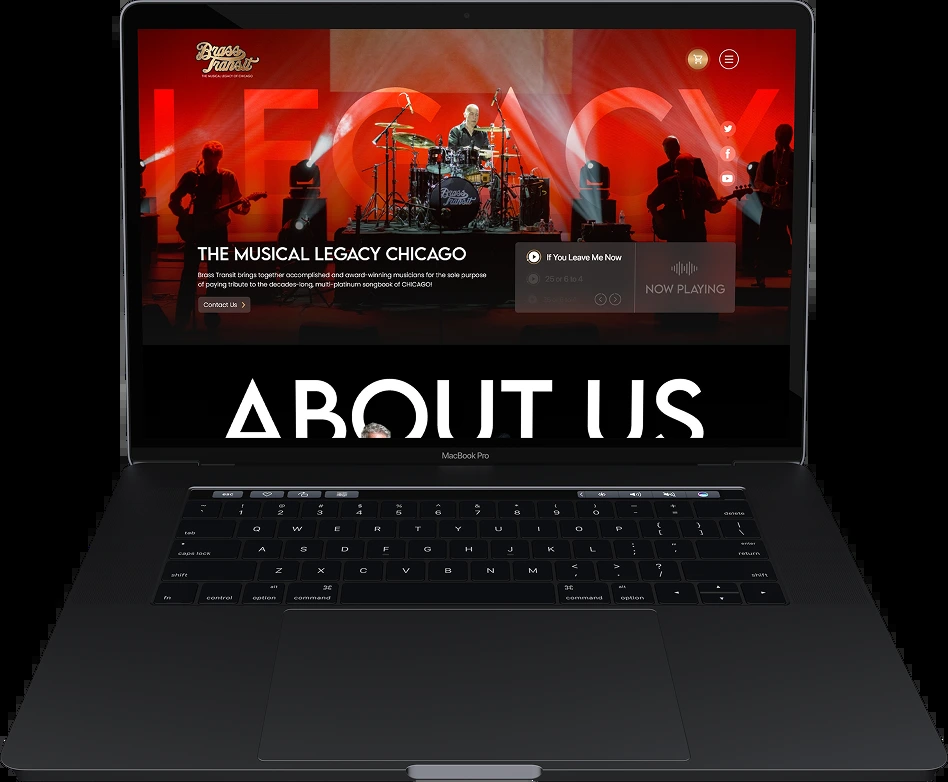 Brass
Transit
THE MUSICAL LEGACY OF CHICAGO
LEGACY
Brass
Transit
THE MUSICAL LEGACY CHICAGO
Brass Transit brings together accomplished and award-winning musicians for the sole purpose
of paying tribute to the decades-long, multi-platinum songbook of CHICAGO!
Contact Us
If You Leave Me Now
25 or 6 to 4
NOW PLAYING
ABOUT US
MacBook Pro
esc
~ ! @ # $ % ^ & * ( ) _ +
` 1 2 3 4 5 6 7 8 9 0 - = delete
tab Q W E R T Y U I O P { [ } ] | \
caps lock A S D F G H J K L : ; " ' enter return
shift Z X C V B N M < , > . ? / shift
fn control alt option ⌘ command ⌘ command alt option